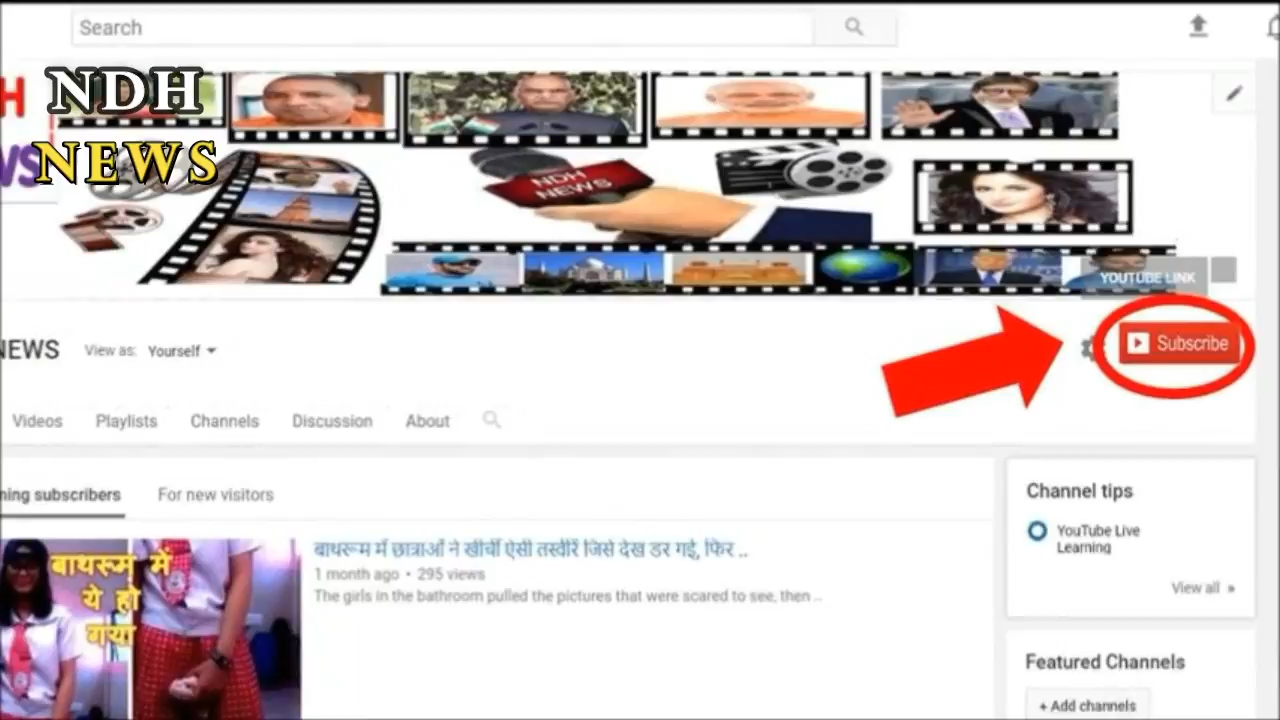 Search
H
NDH
WS
NEWS
NDH
NEWS
YOUTUBE LINK
NEWS
View as: Yourself
Subscribe
Videos Playlists Channels Discussion About
ning subscribers
For new visitors
Channel tips
YouTube Live
Learning
View all »
बाथरूम में
ये हो
गया
बाथरूम में छात्राओं ने खींचीं ऐसी तस्वीरें जिसे देख डर गई, फिर ..
1 month ago • 295 views
The girls in the bathroom pulled the pictures that were scared to see, then ...
Featured Channels
+ Add channels